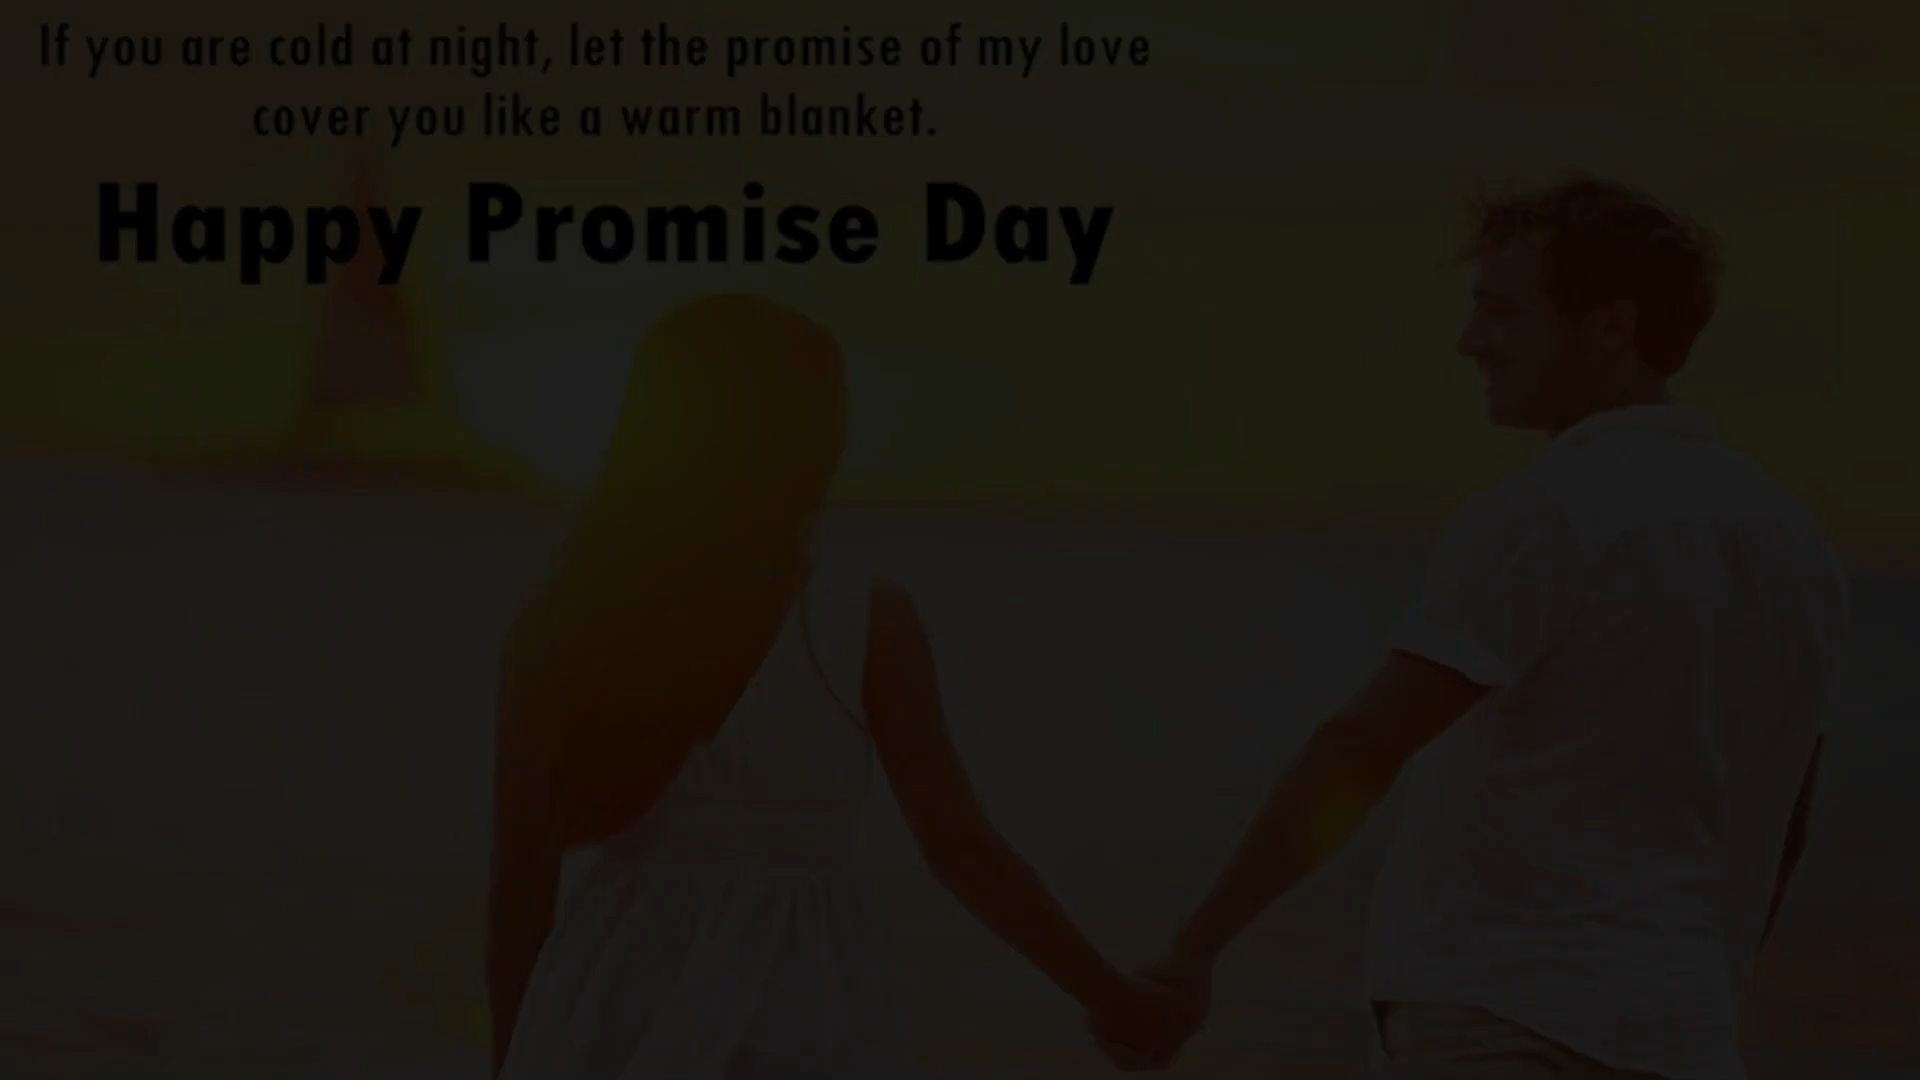 If you are cold at night, let the promise of my love
cover you like a warm blanket.
Happy Promise Day